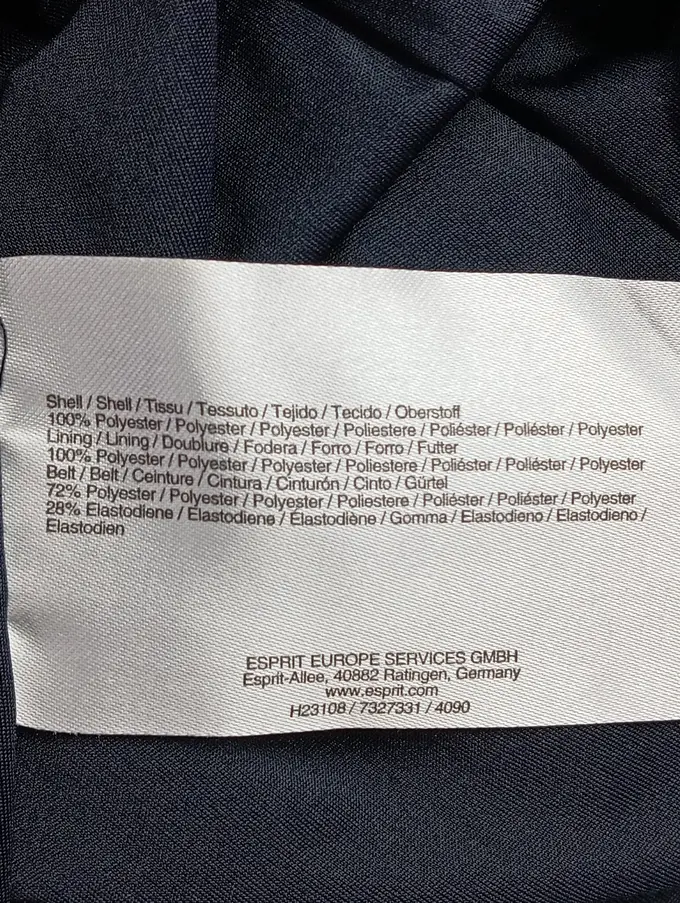 Shell / Shell / Tissu / Tessuto / Tejido / Tecido / Oberstoff
100% Polyester / Polyester / Polyester / Poliestere / Poliéster / Poliéster / Polyester
Lining / Lining / Doublure / Fodera / Forro / Forro / Futter
100% Polyester / Polyester / Polyester / Poliestere / Poliéster / Poliéster / Polyester
Belt / Belt / Ceinture / Cintura / Cinturón / Cinto / Gürtel
72% Polyester / Polyester / Polyester / Poliestere / Poliéster / Poliéster / Polyester
28% Elastodiene / Elastodiene / Élastodiène / Gomma / Elastodieno / Elastodieno /
Elastodien
ESPRIT EUROPE SERVICES GMBH
Esprit-Allee, 40882 Ratingen, Germany
www.esprit.com
H23108 / 7327331 / 4090